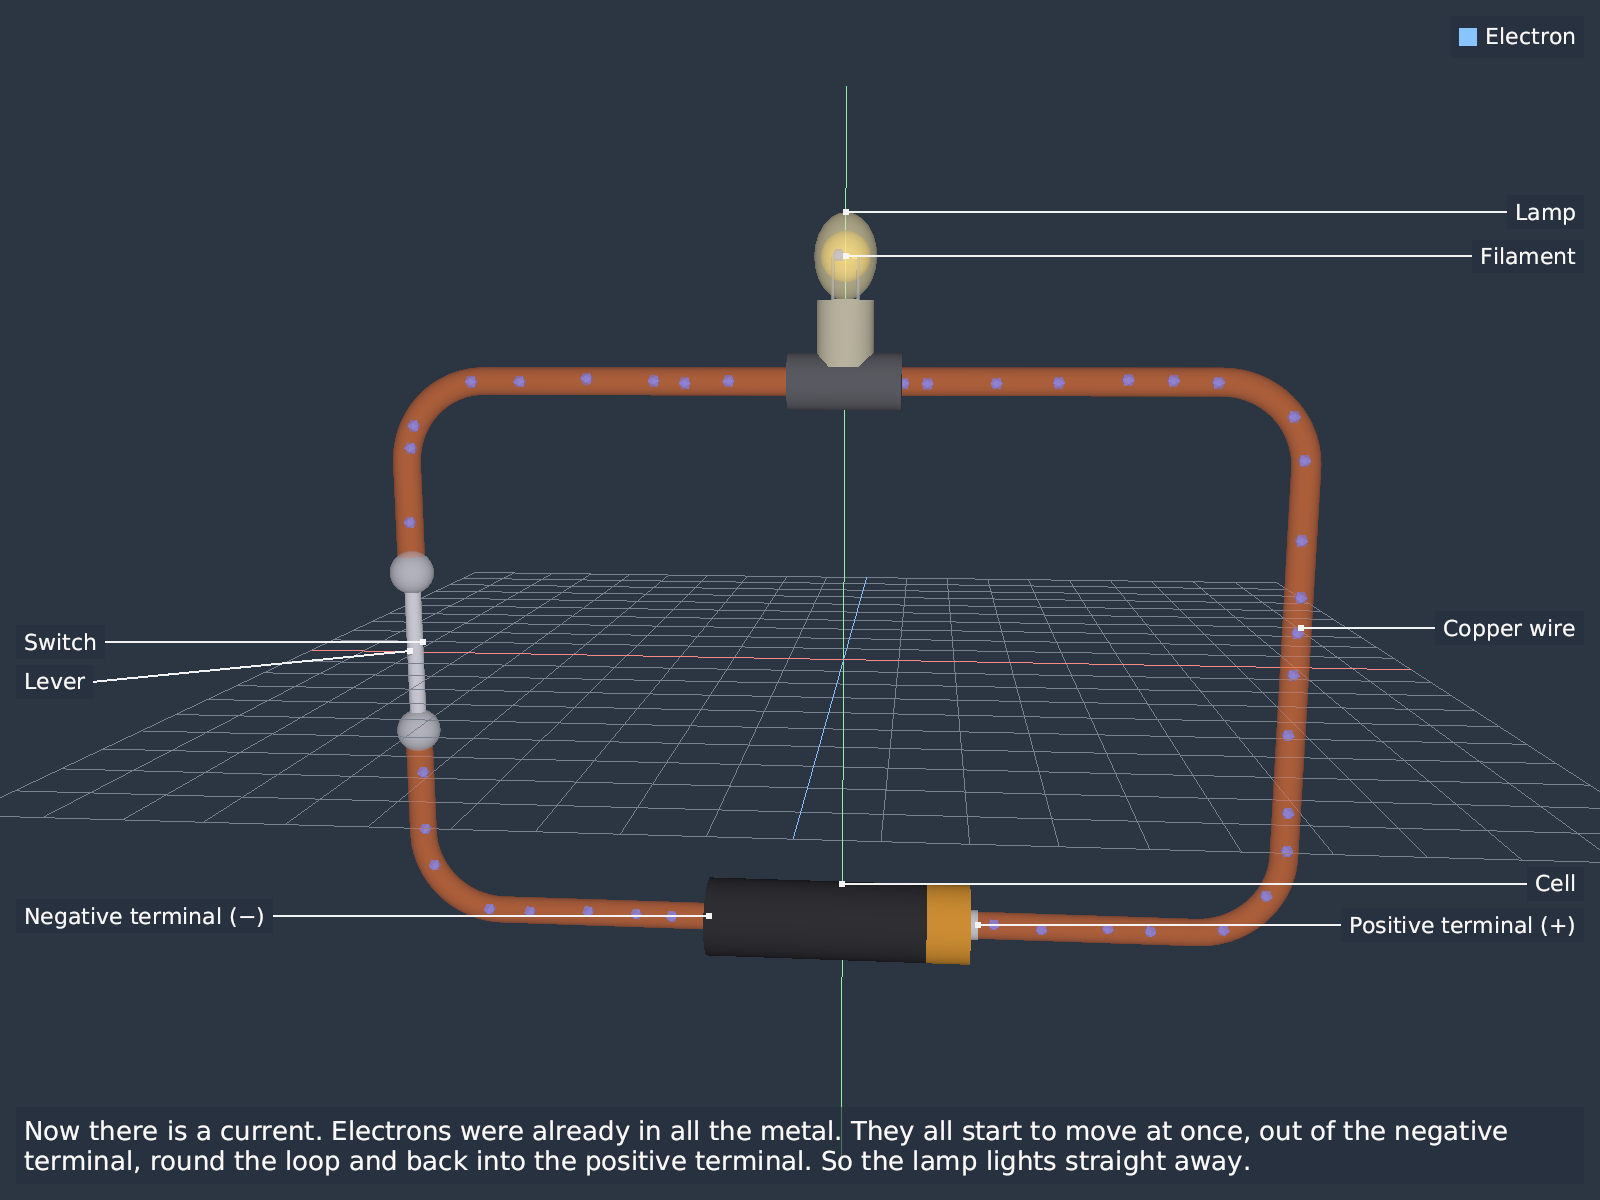 Electron
Lamp
Filament
Switch
Copper wire
Lever
Cell
Negative terminal (−)
Positive terminal (+)
Now there is a current. Electrons were already in all the metal. They all start to move at once, out of the negative
terminal, round the loop and back into the positive terminal. So the lamp lights straight away.